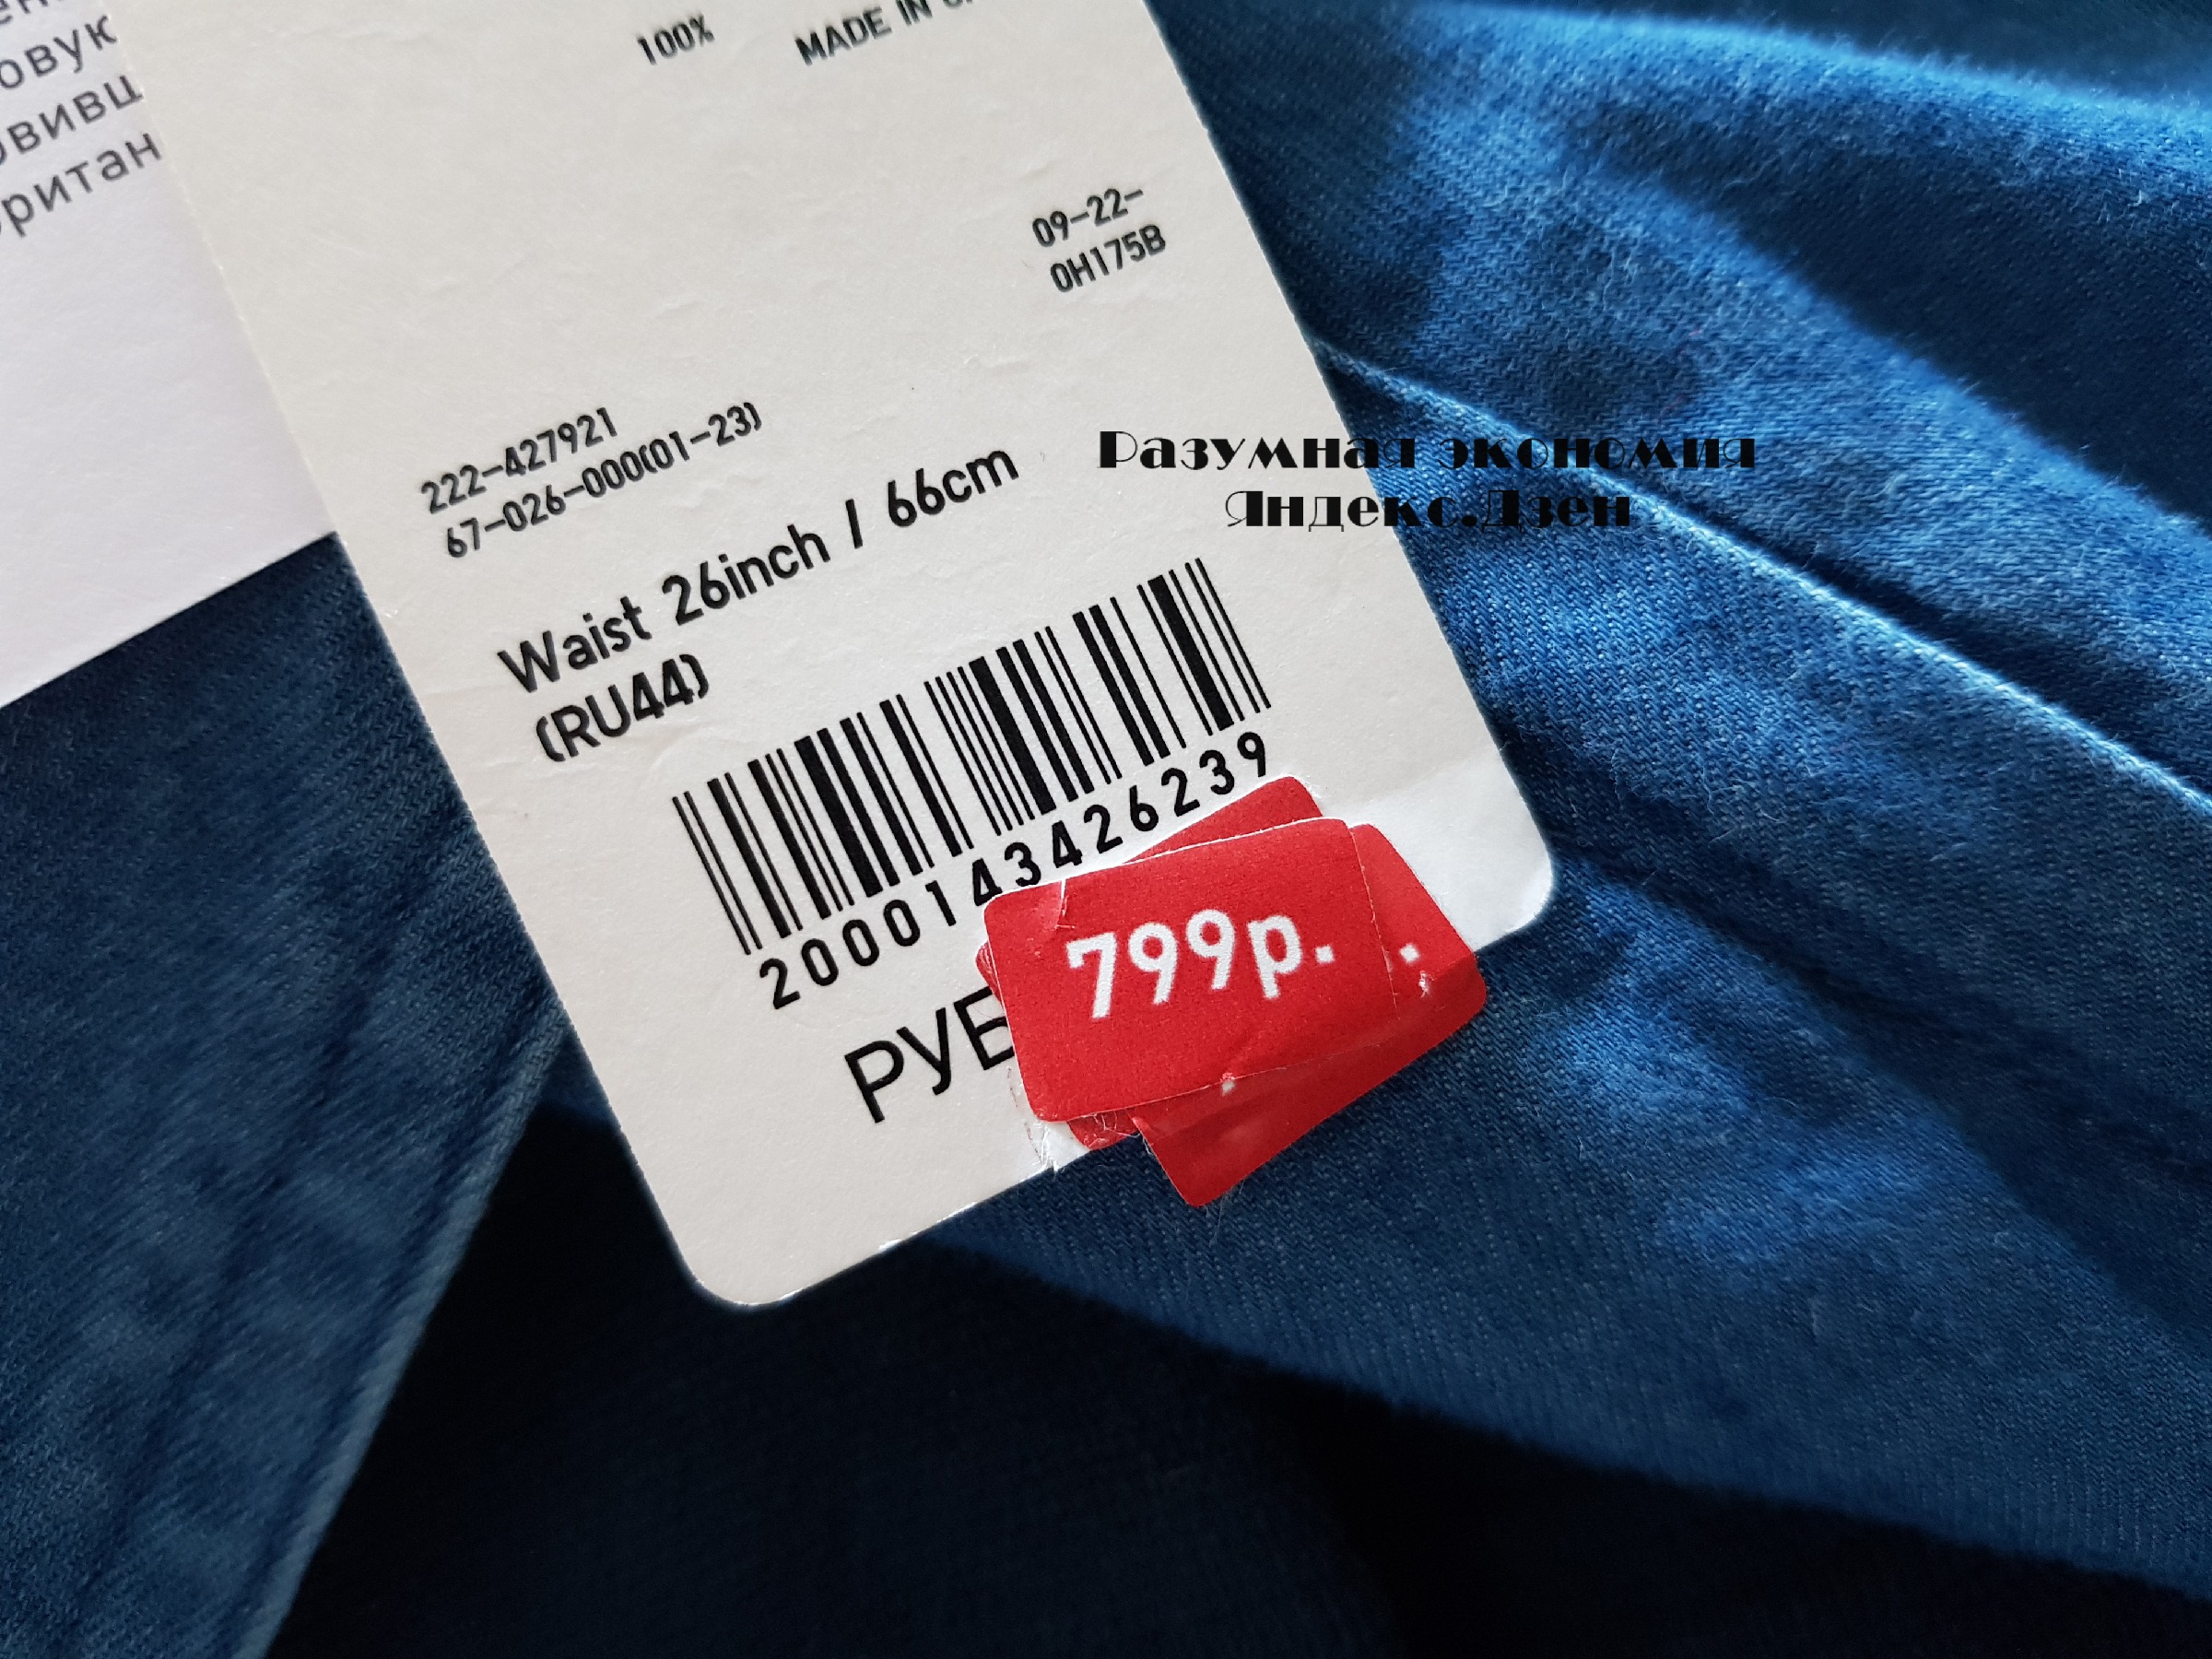 100%
MADE IN
09-22-
0H175B
222-427921
67-026-000(01-23)
Waist 26inch / 66cm
(RU44)
2000143426239
РУБ
799р.
Разумная экономия
Яндекс.Дзен